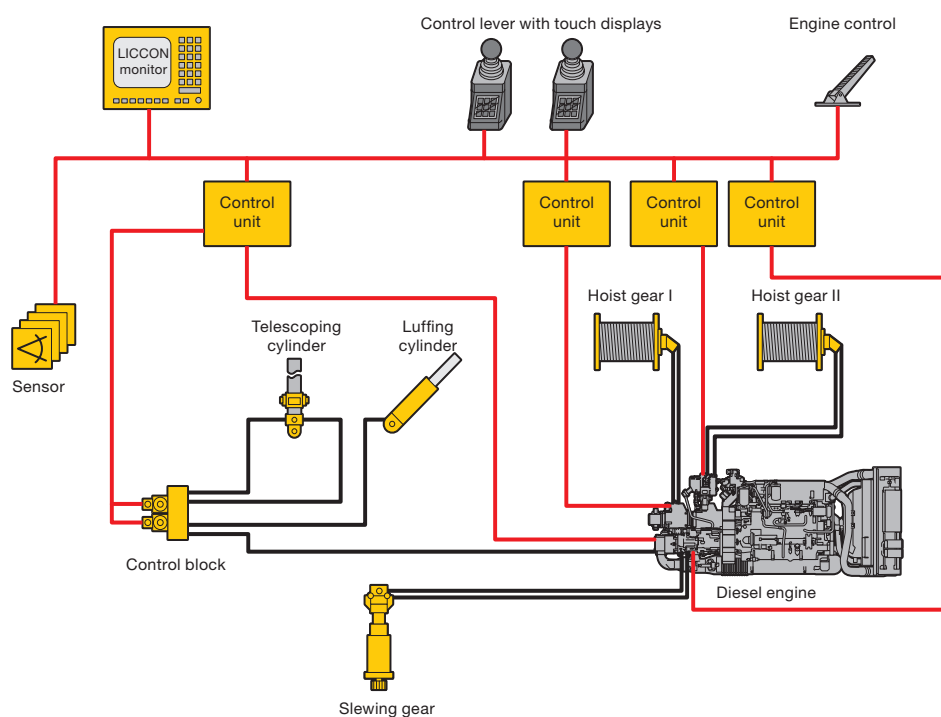 Control lever with touch displays
Engine control
LICCON
monitor
Control
unit
Control
unit
Control
unit
Control
unit
Hoist gear I
Hoist gear II
Telescoping
cylinder
Luffing
cylinder
Sensor
Control block
Diesel engine
Slewing gear